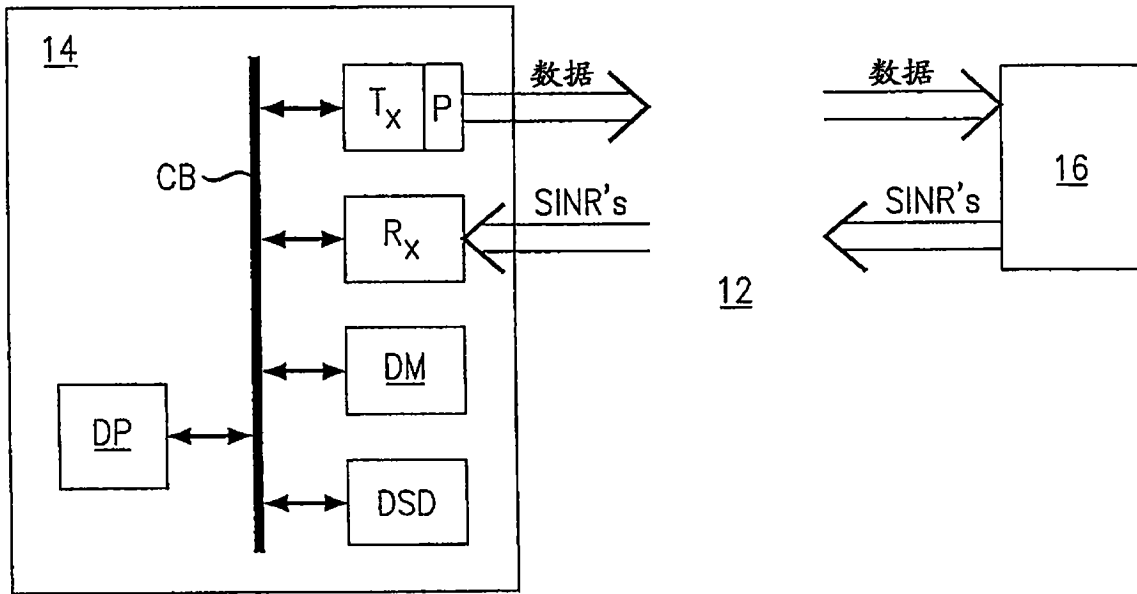 14
Tx P
数据
数据
CB
16
Rx
SINR's
SINR's
12
DM
DP
DSD